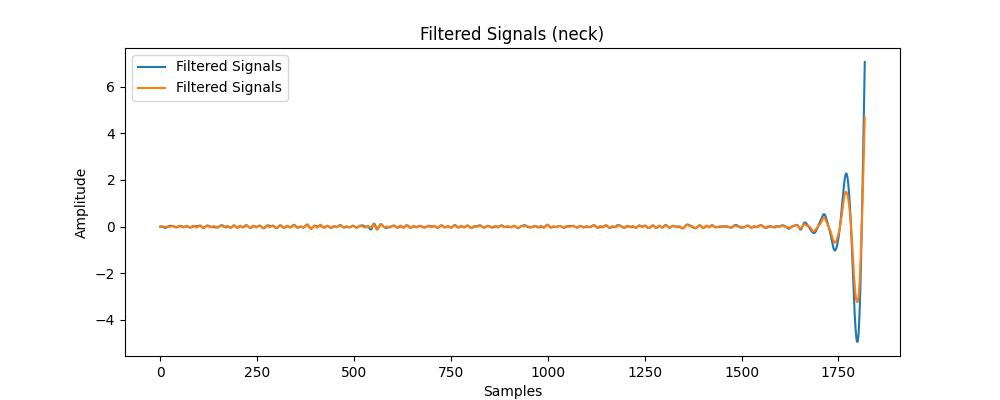 Filtered Signals (neck)
Filtered Signals
Filtered Signals
Amplitude
6
4
2
0
−2
−4
0 250 500 750 1000 1250 1500 1750
Samples